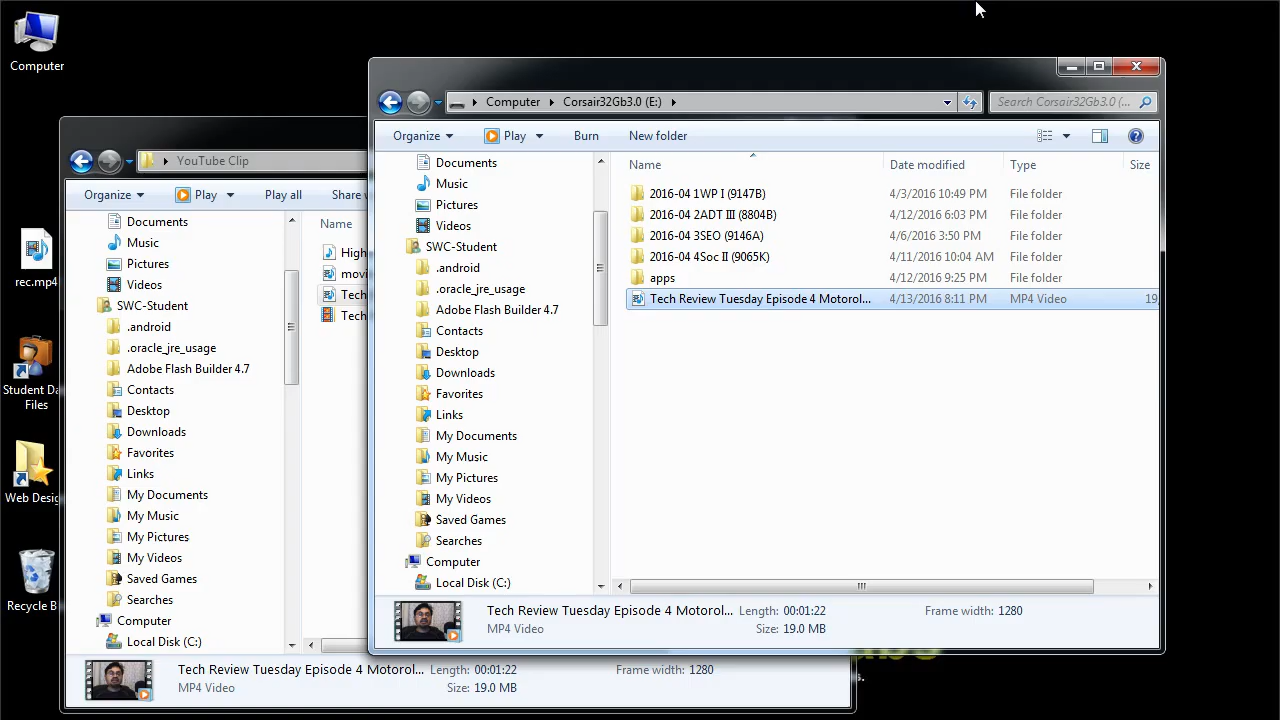 Computer
rec.mp4
Student Da
Files
Web Desig
Recycle B
YouTube Clip
Organize
Play
Play all
Share w
Documents
Music
Pictures
Videos
SWC-Student
.android
.oracle_jre_usage
Adobe Flash Builder 4.7
Contacts
Desktop
Downloads
Favorites
Links
My Documents
My Music
My Pictures
My Videos
Saved Games
Searches
Computer
Local Disk (C:)
Name
High
movi
Tech
Tech
Tech Review Tuesday Episode 4 Motorol... Length: 00:01:22 Frame width: 1280
MP4 Video Size: 19.0 MB
Computer Corsair32Gb3.0 (E:)
Search Corsair32Gb3.0 (...
Organize Play Burn New folder
Documents
Music
Pictures
Videos
SWC-Student
.android
.oracle_jre_usage
Adobe Flash Builder 4.7
Contacts
Desktop
Downloads
Favorites
Links
My Documents
My Music
My Pictures
My Videos
Saved Games
Searches
Computer
Local Disk (C:)
Name Date modified Type Size
2016-04 1WP I (9147B) 4/3/2016 10:49 PM File folder
2016-04 2ADT III (8804B) 4/12/2016 6:03 PM File folder
2016-04 3SEO (9146A) 4/6/2016 3:50 PM File folder
2016-04 4Soc II (9065K) 4/11/2016 10:04 AM File folder
apps 4/12/2016 9:25 PM File folder
Tech Review Tuesday Episode 4 Motorol... 4/13/2016 8:11 PM MP4 Video 19,
Tech Review Tuesday Episode 4 Motorol... Length: 00:01:22 Frame width: 1280
MP4 Video Size: 19.0 MB
s.